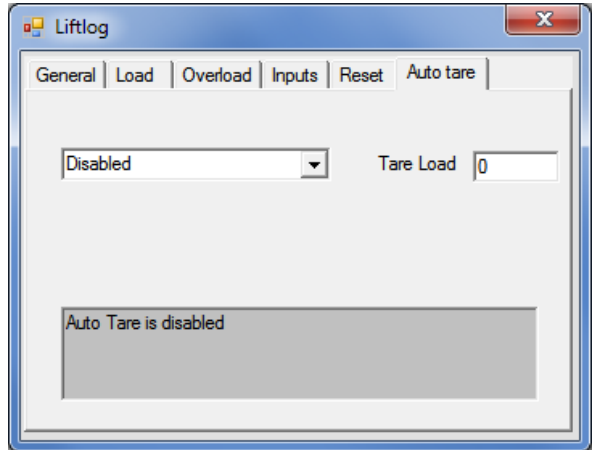 Liftlog
General Load Overload Inputs Reset Auto tare
Disabled Tare Load 0
Auto Tare is disabled